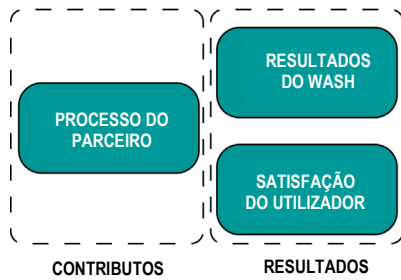 PROCESSO DO
PARCEIRO
RESULTADOS
DO WASH
SATISFAÇÃO
DO UTILIZADOR
CONTRIBUTOS
RESULTADOS